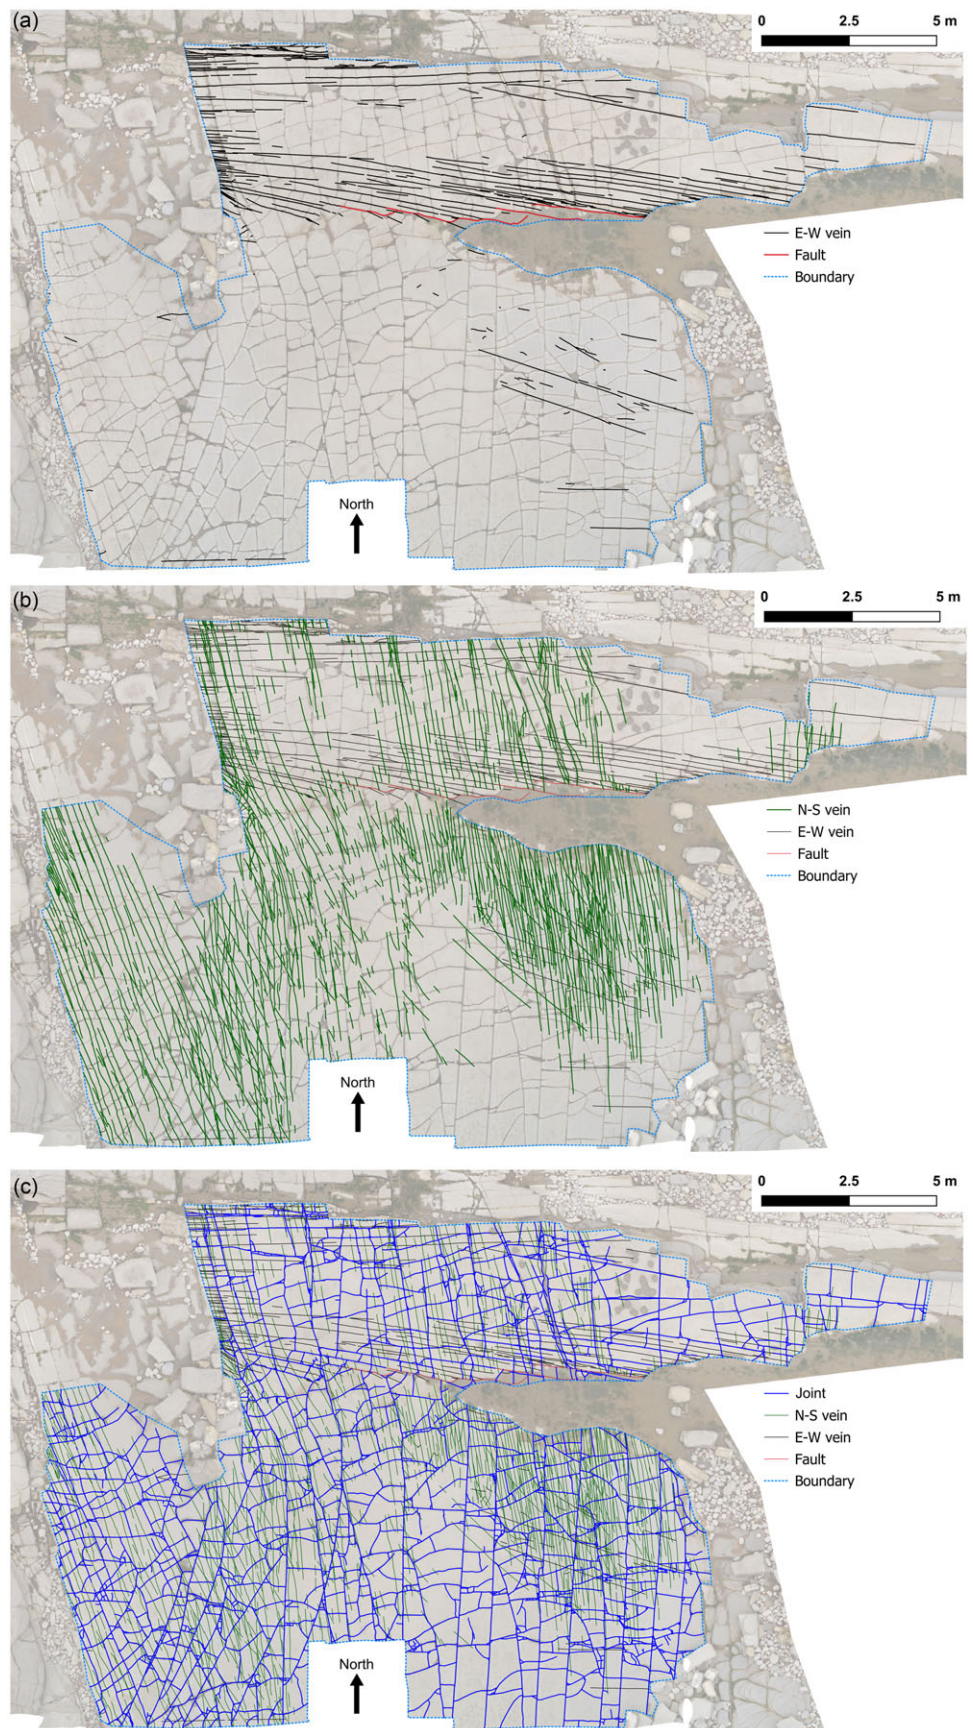 (a)
0 2.5 5 m
E-W vein
Fault
Boundary
North
(b)
0 2.5 5 m
N-S vein
E-W vein
Fault
Boundary
North
(c)
0 2.5 5 m
Joint
N-S vein
E-W vein
Fault
Boundary
North